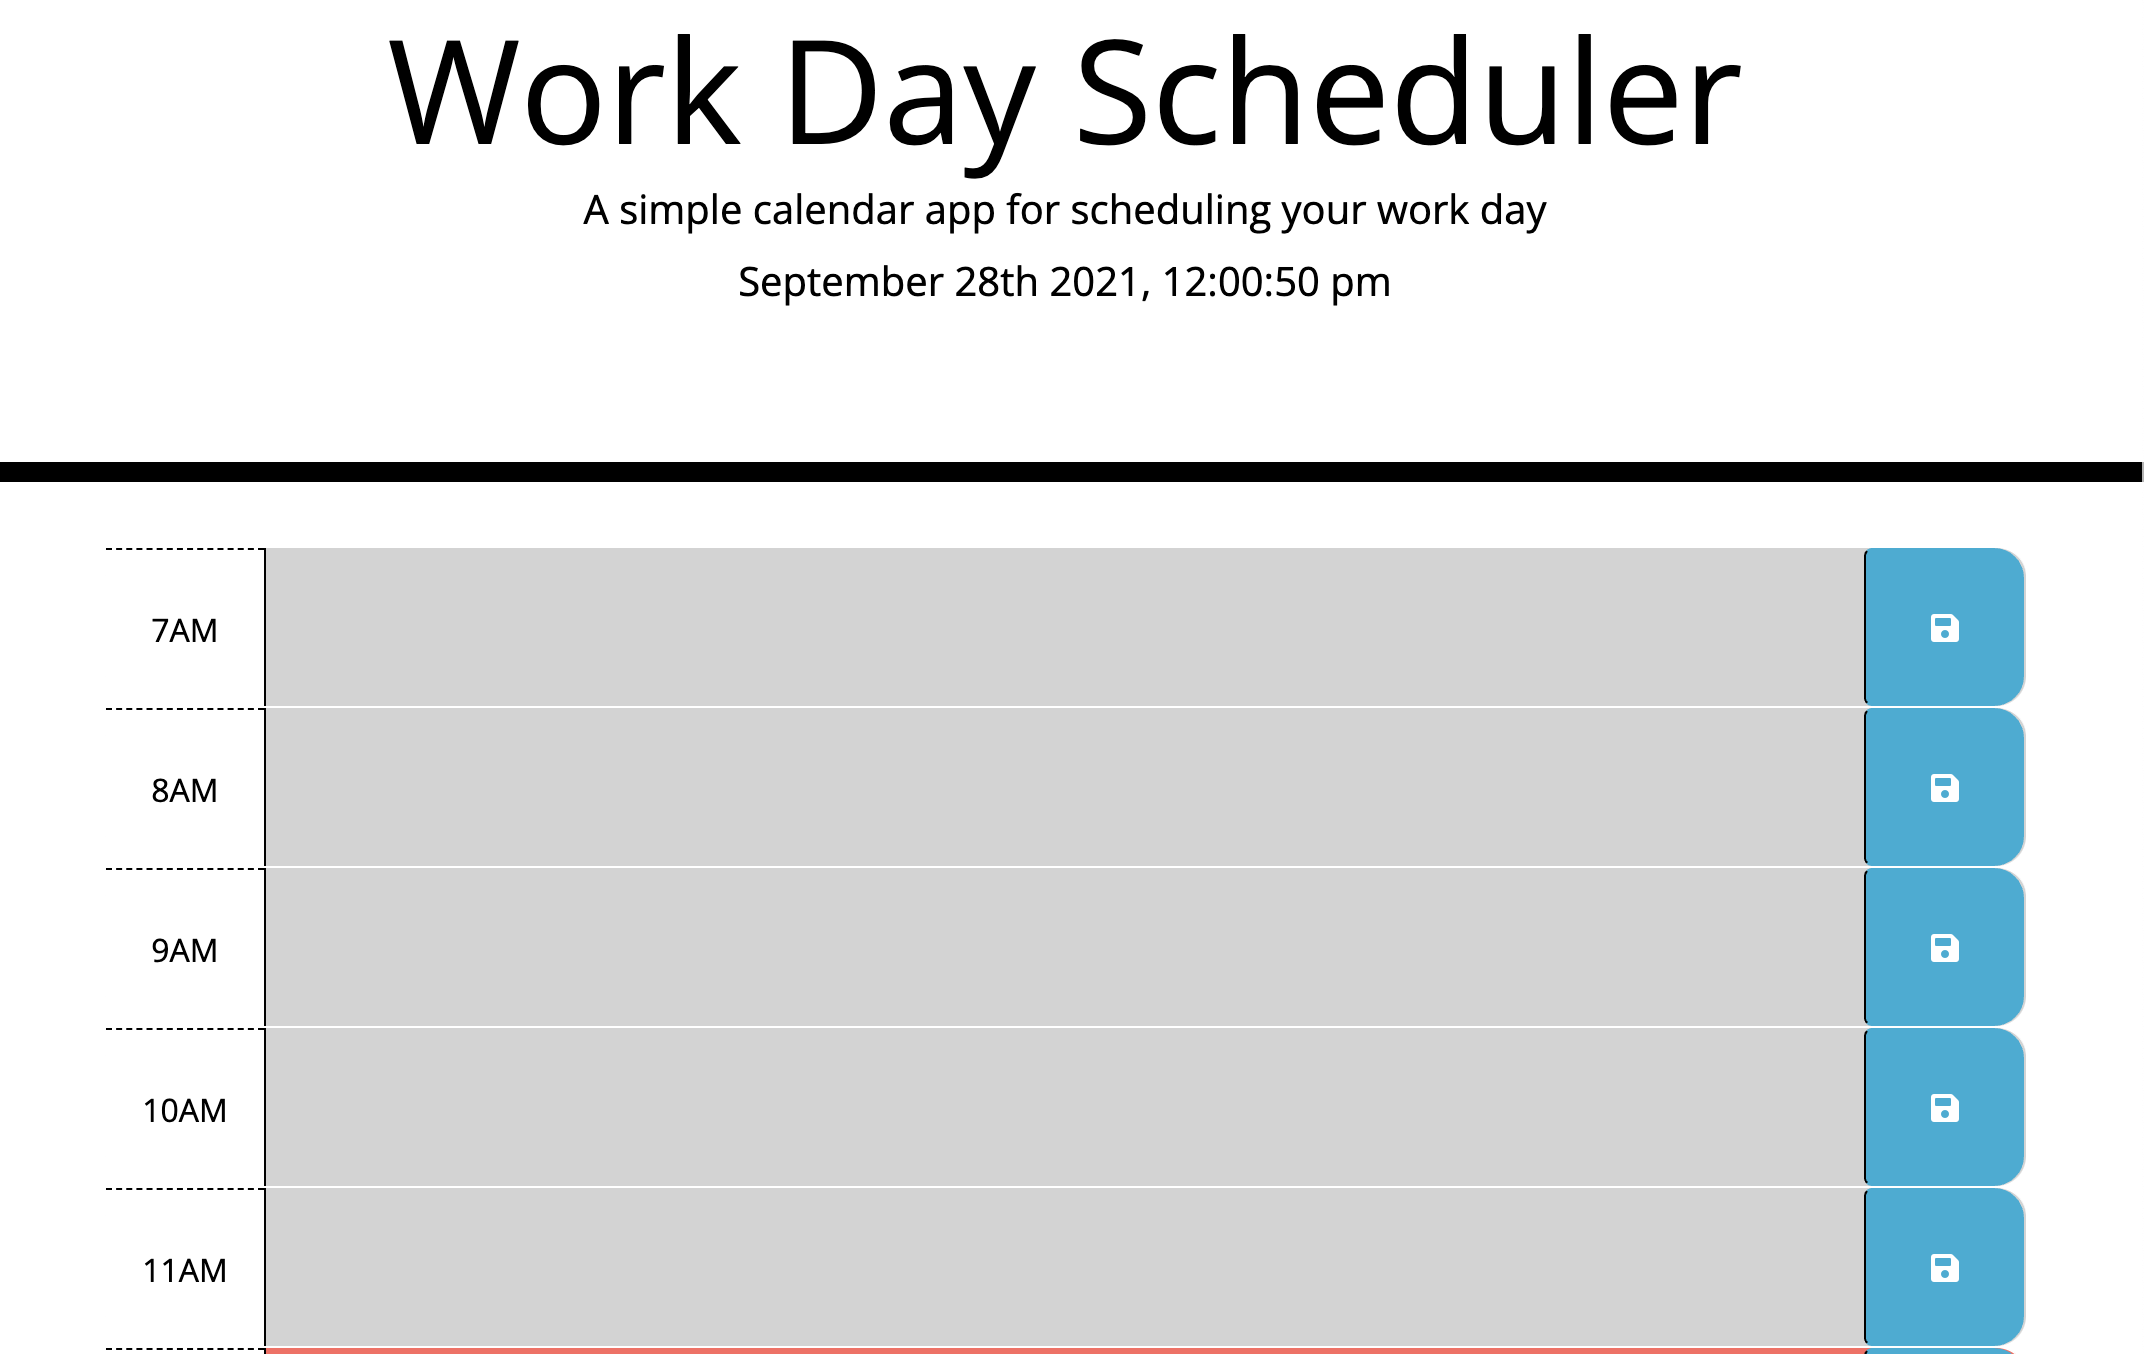 Work Day Scheduler
A simple calendar app for scheduling your work day
September 28th 2021, 12:00:50 pm
7AM
8AM
9AM
10AM
11AM